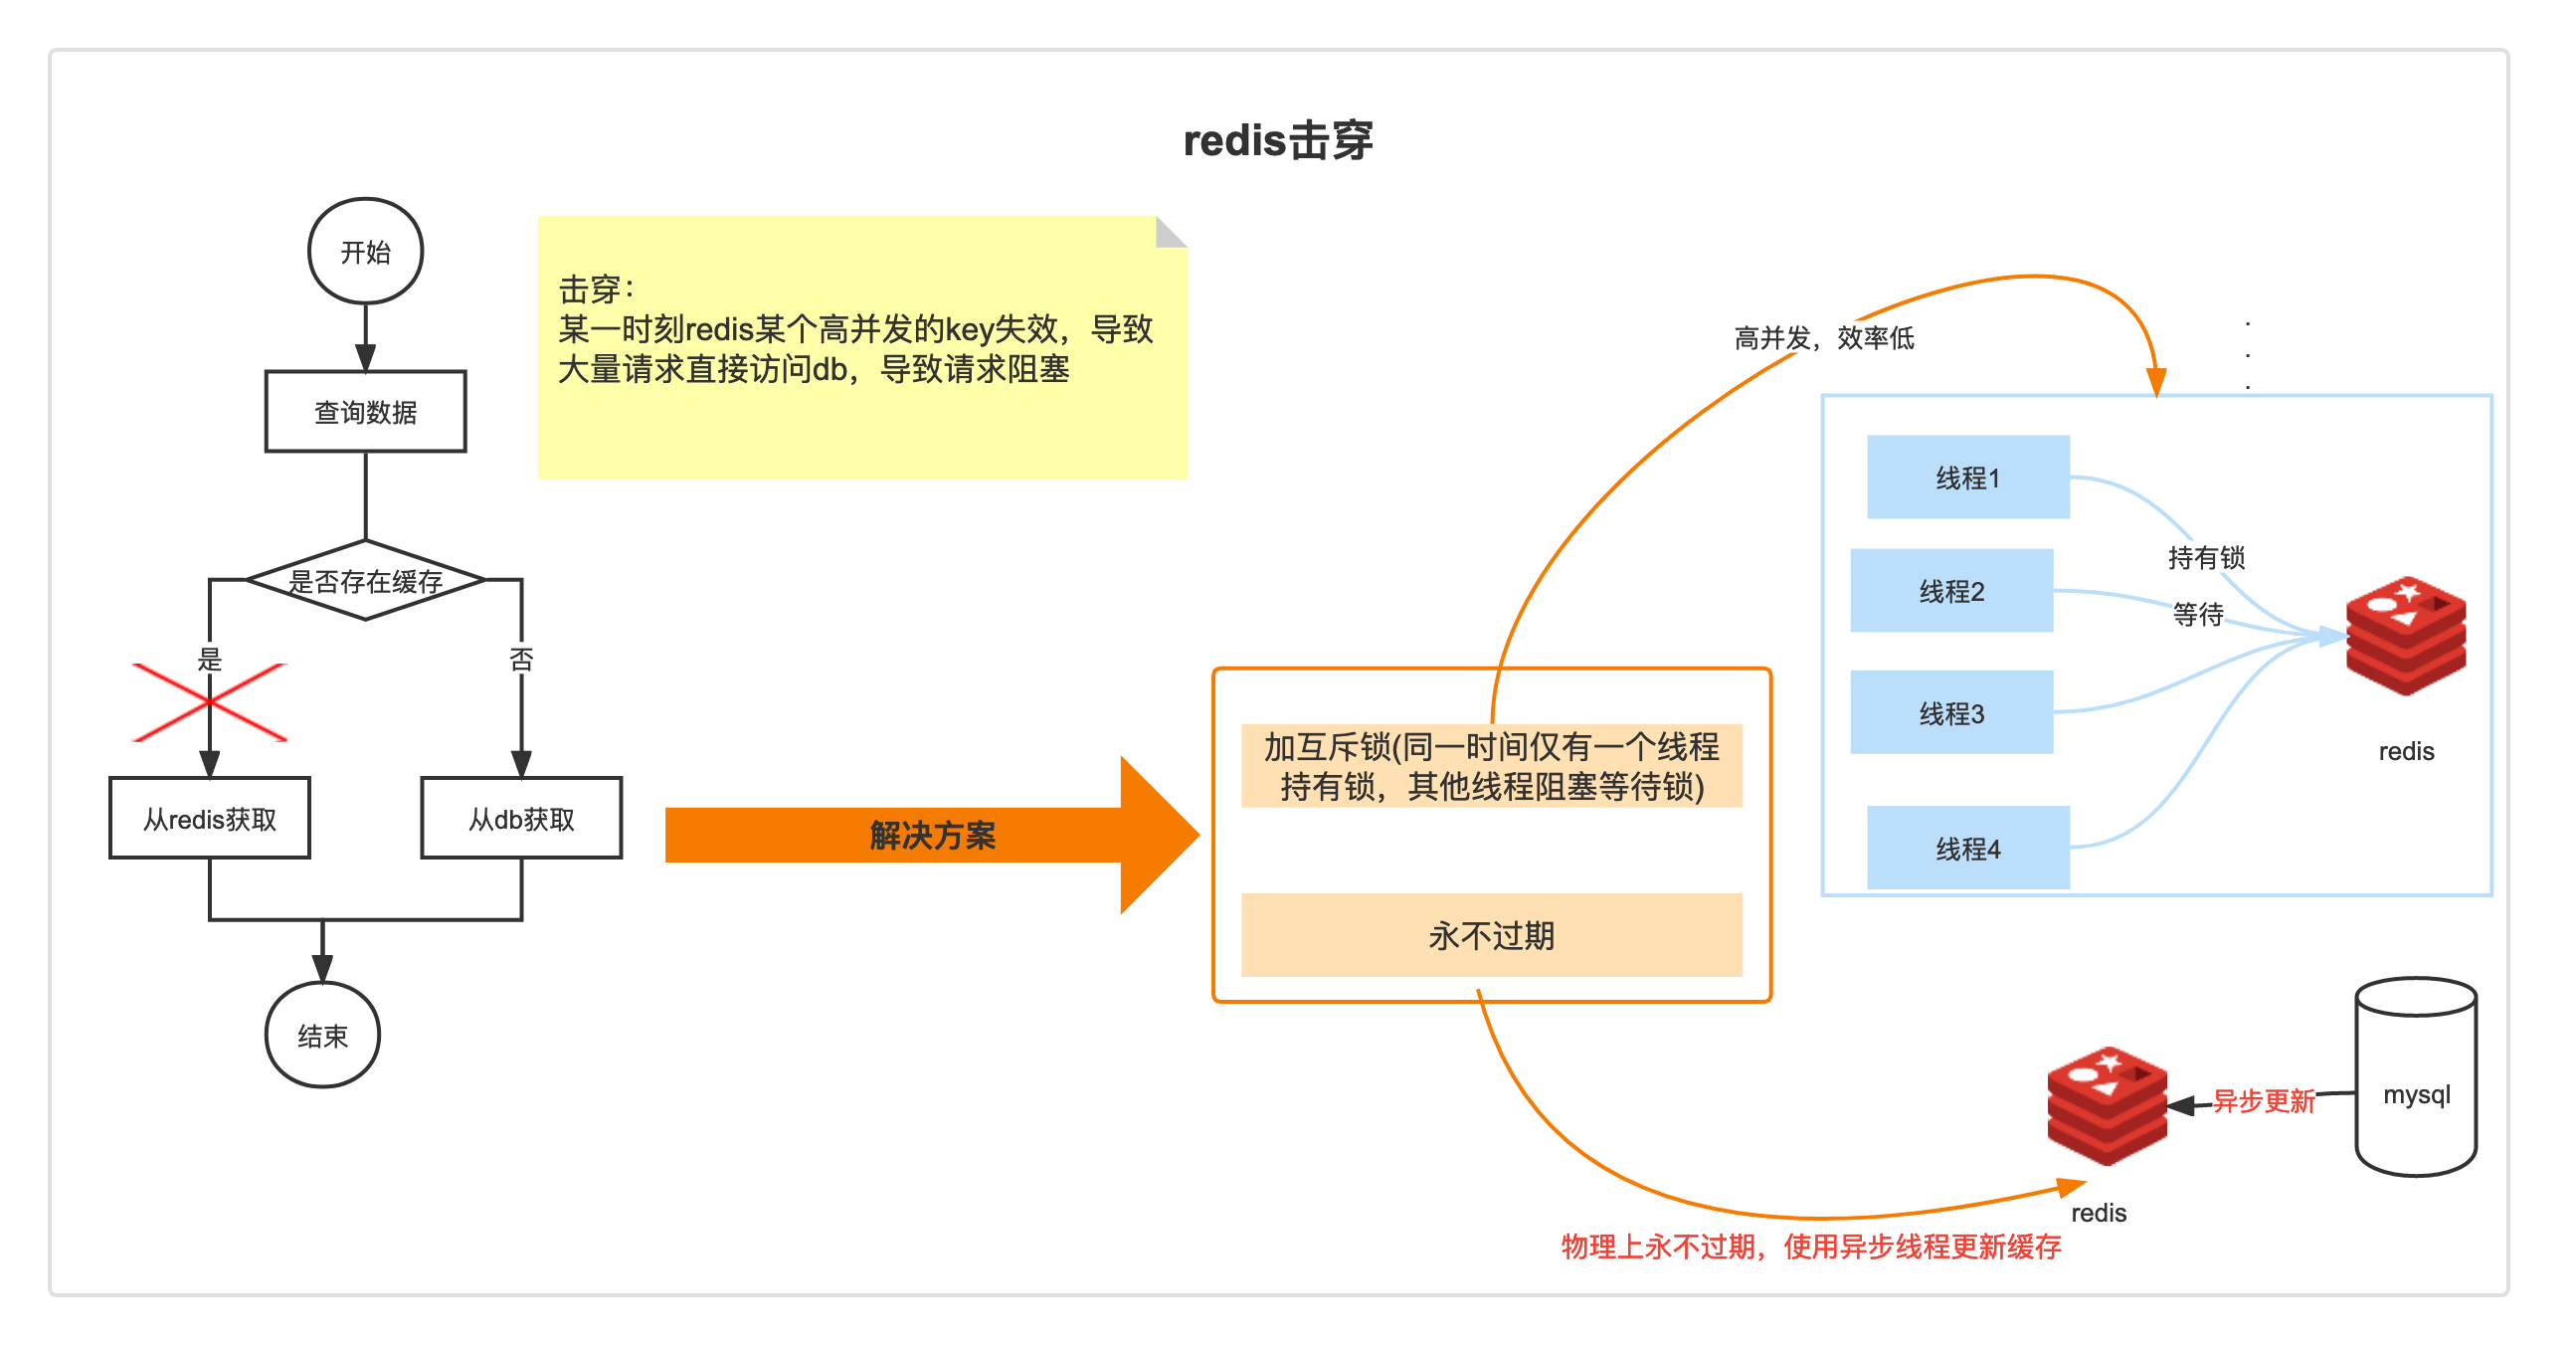 redis击穿
开始
击穿：
某一时刻redis某个高并发的key失效，导致
大量请求直接访问db，导致请求阻塞
查询数据
是否存在缓存
是
否
从redis获取
从db获取
结束
解决方案
加互斥锁(同一时间仅有一个线程
持有锁，其他线程阻塞等待锁)
永不过期
高并发，效率低
.
.
.
线程1
线程2
线程3
线程4
持有锁
等待
redis
mysql
异步更新
redis
物理上永不过期，使用异步线程更新缓存